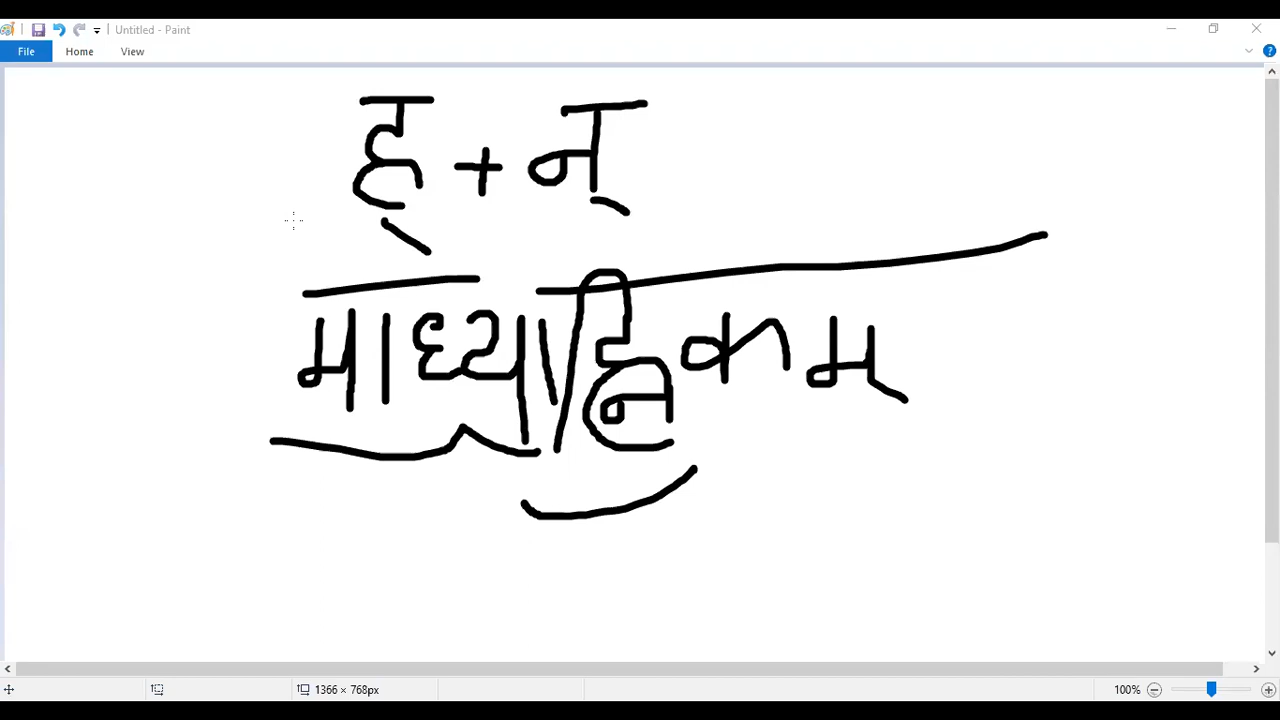 Untitled - Paint
File Home View
ह् + न्
माध्याह्निकम्
1366 × 768px 100%